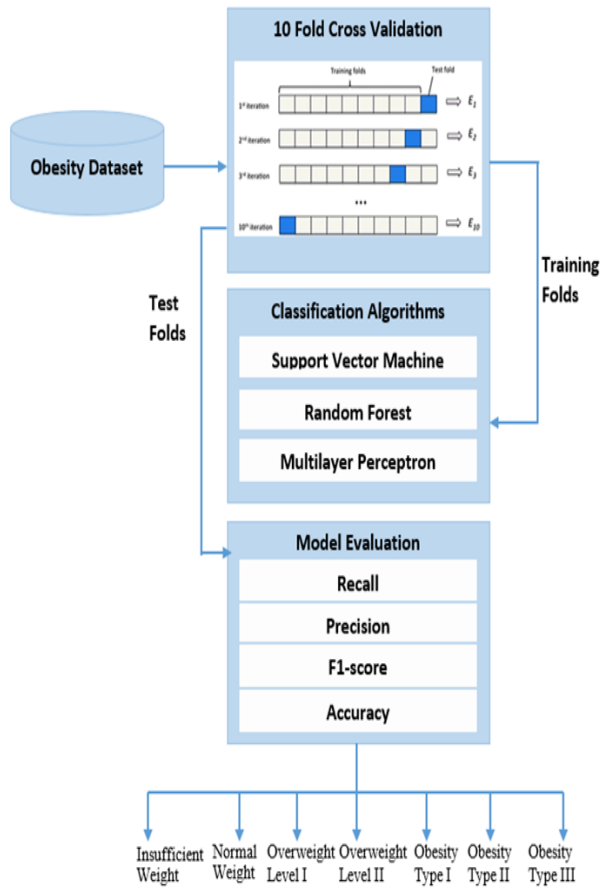 10 Fold Cross Validation
Training folds
Test fold
1st iteration
E1
2nd iteration
E2
3rd iteration
E3
...
10th iteration
E10
Obesity Dataset
Training
Folds
Test
Folds
Classification Algorithms
Support Vector Machine
Random Forest
Multilayer Perceptron
Model Evaluation
Recall
Precision
F1-score
Accuracy
Insufficient
Weight
Normal
Weight
Overweight
Level I
Overweight
Level II
Obesity
Type I
Obesity
Type II
Obesity
Type III